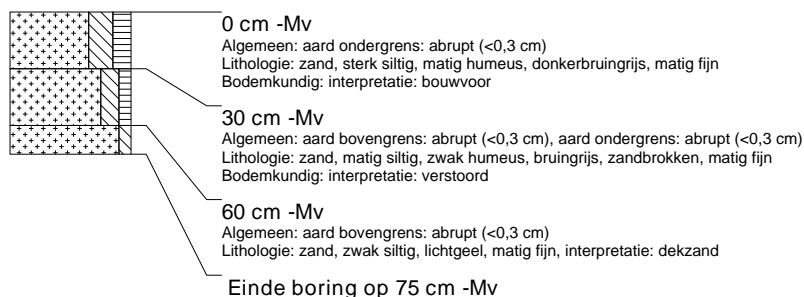 0 cm -Mv
Algemeen: aard ondergrens: abrupt (<0,3 cm)
Lithologie: zand, sterk siltig, matig humeus, donkerbruingrijs, matig fijn
Bodemkundig: interpretatie: bouwvoor
30 cm -Mv
Algemeen: aard bovengrens: abrupt (<0,3 cm), aard ondergrens: abrupt (<0,3 cm)
Lithologie: zand, matig siltig, zwak humeus, bruingrijs, zandbrokken, matig fijn
Bodemkundig: interpretatie: verstoord
60 cm -Mv
Algemeen: aard bovengrens: abrupt (<0,3 cm)
Lithologie: zand, zwak siltig, lichtgeel, matig fijn, interpretatie: dekzand
Einde boring op 75 cm -Mv